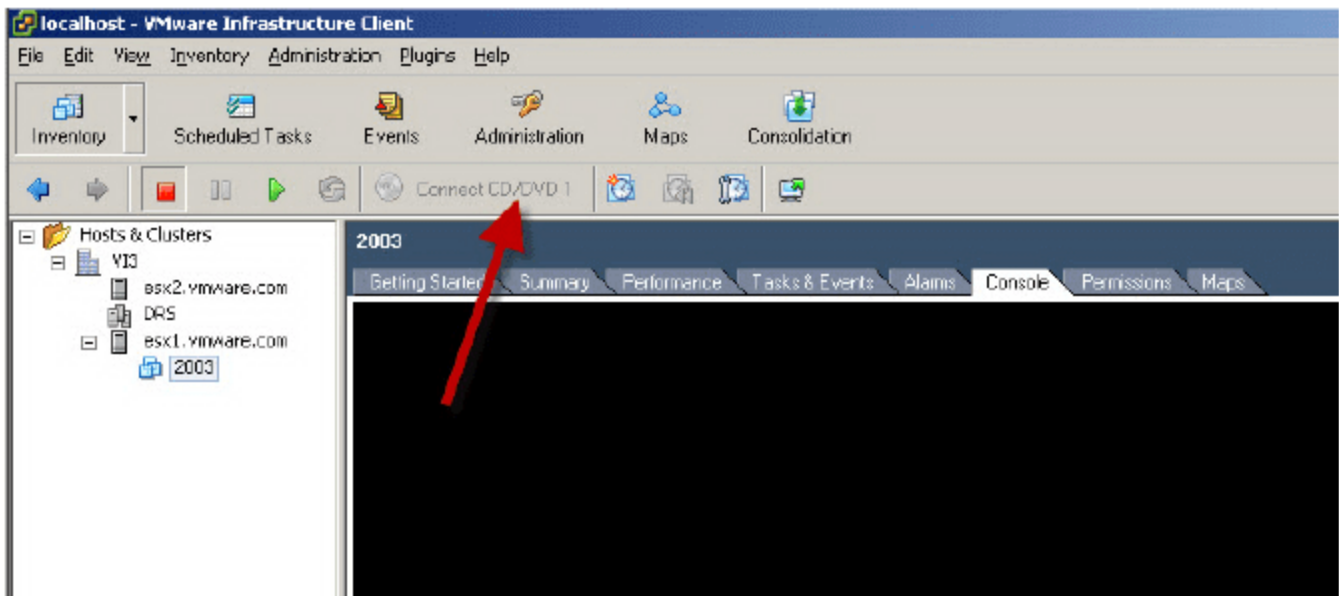 localhost - VMware Infrastructure Client
File Edit View Inventory Administration Plugins Help
Inventory Scheduled Tasks Events Administration Maps Consolidation
Connect CD/DVD 1
Hosts & Clusters
VI3
esx2.vmware.com
DRS
esx1.vmware.com
2003
2003
Getting Started Summary Performance Tasks & Events Alarms Console Permissions Maps